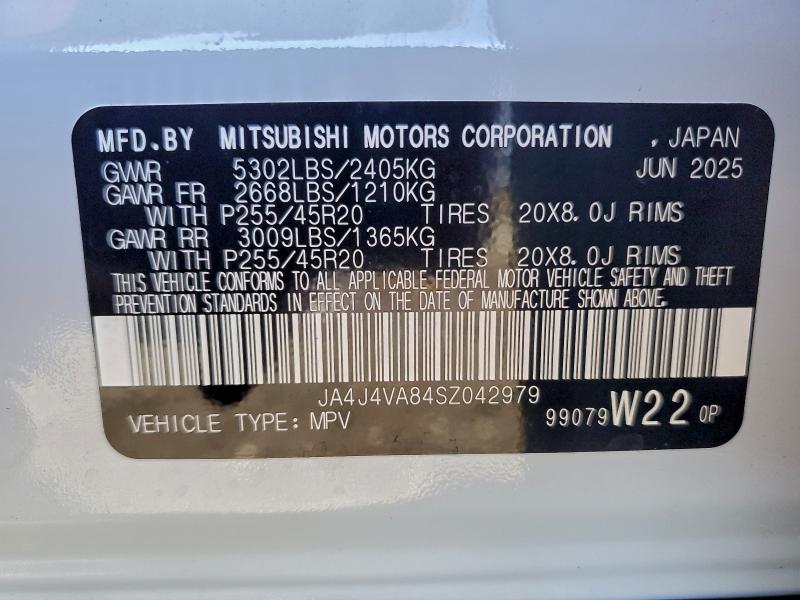 MFD.BY MITSUBISHI MOTORS CORPORATION , JAPAN
GVWR 5302LBS/2405KG JUN 2025
GAWR FR 2668LBS/1210KG
WITH P255/45R20 TIRES 20X8.0J RIMS
GAWR RR 3009LBS/1365KG
WITH P255/45R20 TIRES 20X8.0J RIMS
THIS VEHICLE CONFORMS TO ALL APPLICABLE FEDERAL MOTOR VEHICLE SAFETY AND THEFT
PREVENTION STANDARDS IN EFFECT ON THE DATE OF MANUFACTURE SHOWN ABOVE.
JA4J4VA84SZ042979
VEHICLE TYPE: MPV 99079 W22 0P